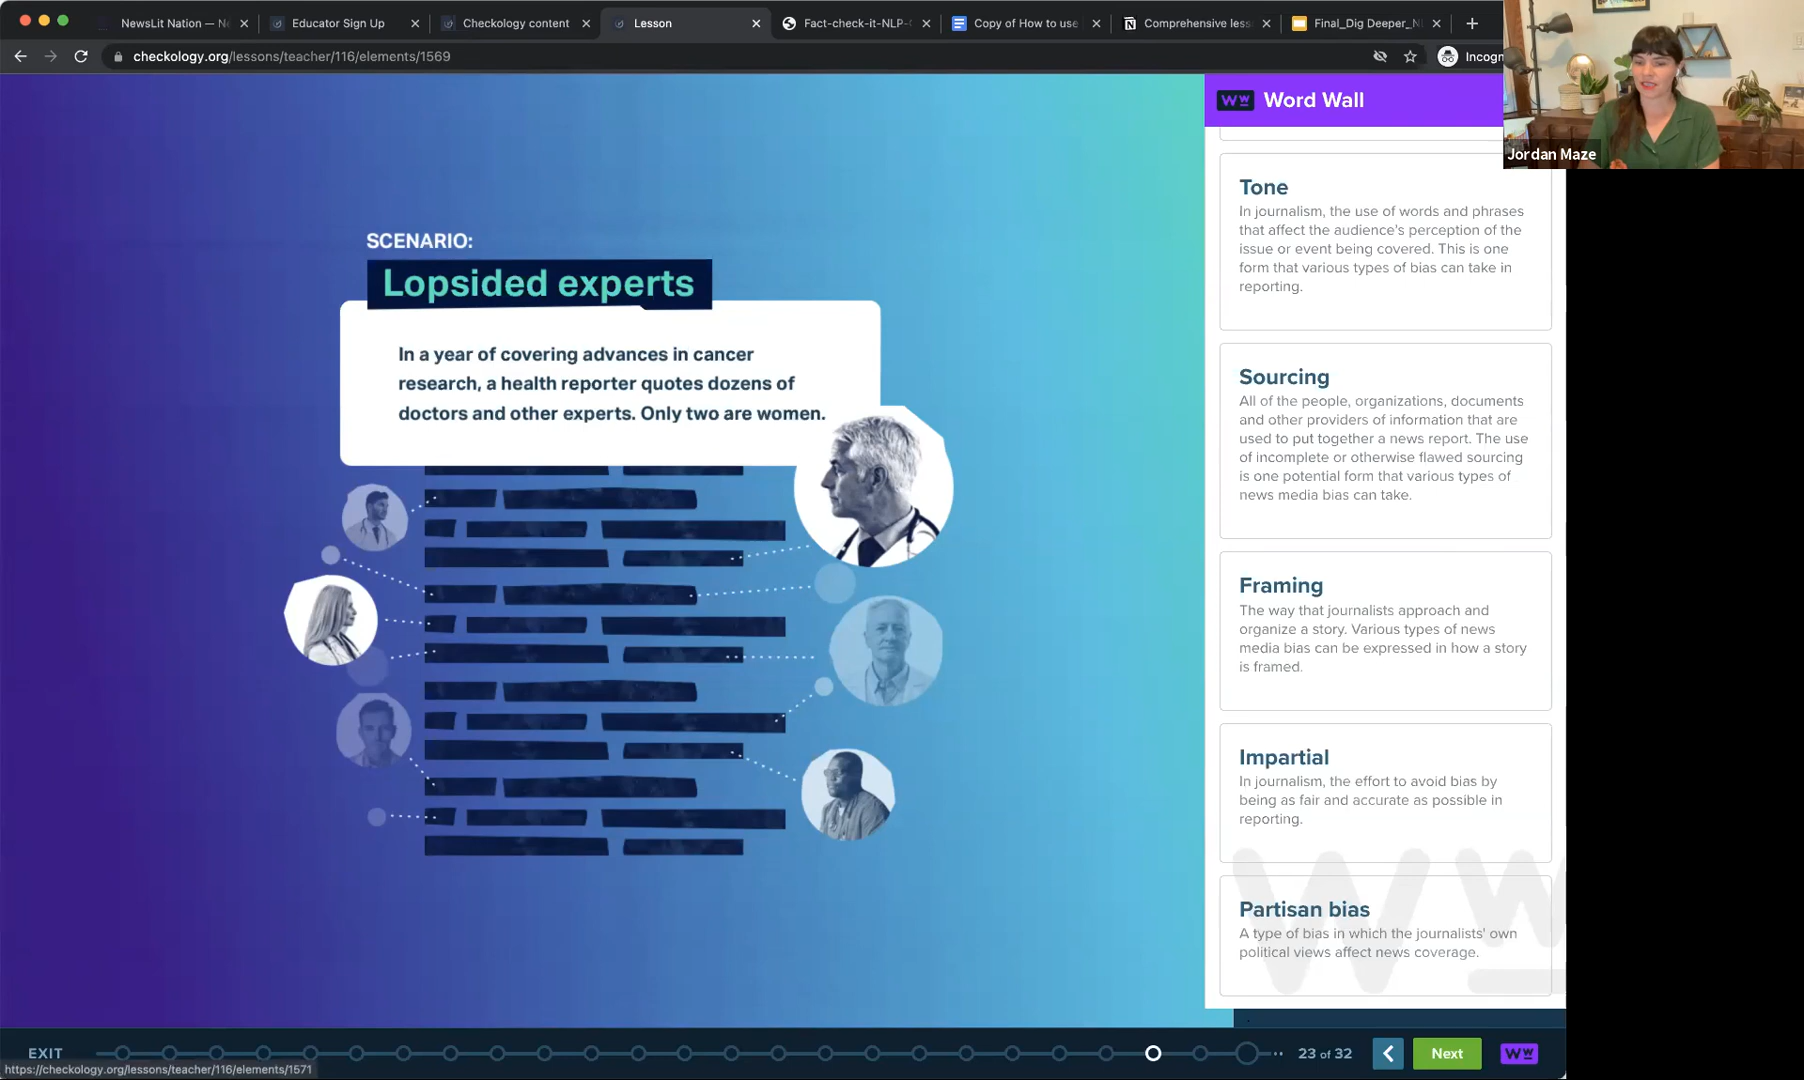 NewsLit Nation — Ne
Educator Sign Up
Checkology content
Lesson
Fact-check-it-NLP-C
Copy of How to use
Comprehensive less
Final_Dig Deeper_NL
checkology.org/lessons/teacher/116/elements/1569
Incogn
Jordan Maze
SCENARIO:
Lopsided experts
In a year of covering advances in cancer
research, a health reporter quotes dozens of
doctors and other experts. Only two are women.
Word Wall
Tone
In journalism, the use of words and phrases
that affect the audience's perception of the
issue or event being covered. This is one
form that various types of bias can take in
reporting.
Sourcing
All of the people, organizations, documents
and other providers of information that are
used to put together a news report. The use
of incomplete or otherwise flawed sourcing
is one potential form that various types of
news media bias can take.
Framing
The way that journalists approach and
organize a story. Various types of news
media bias can be expressed in how a story
is framed.
Impartial
In journalism, the effort to avoid bias by
being as fair and accurate as possible in
reporting.
Partisan bias
A type of bias in which the journalists' own
political views affect news coverage.
EXIT
23 of 32
Next
https://checkology.org/lessons/teacher/116/elements/1571